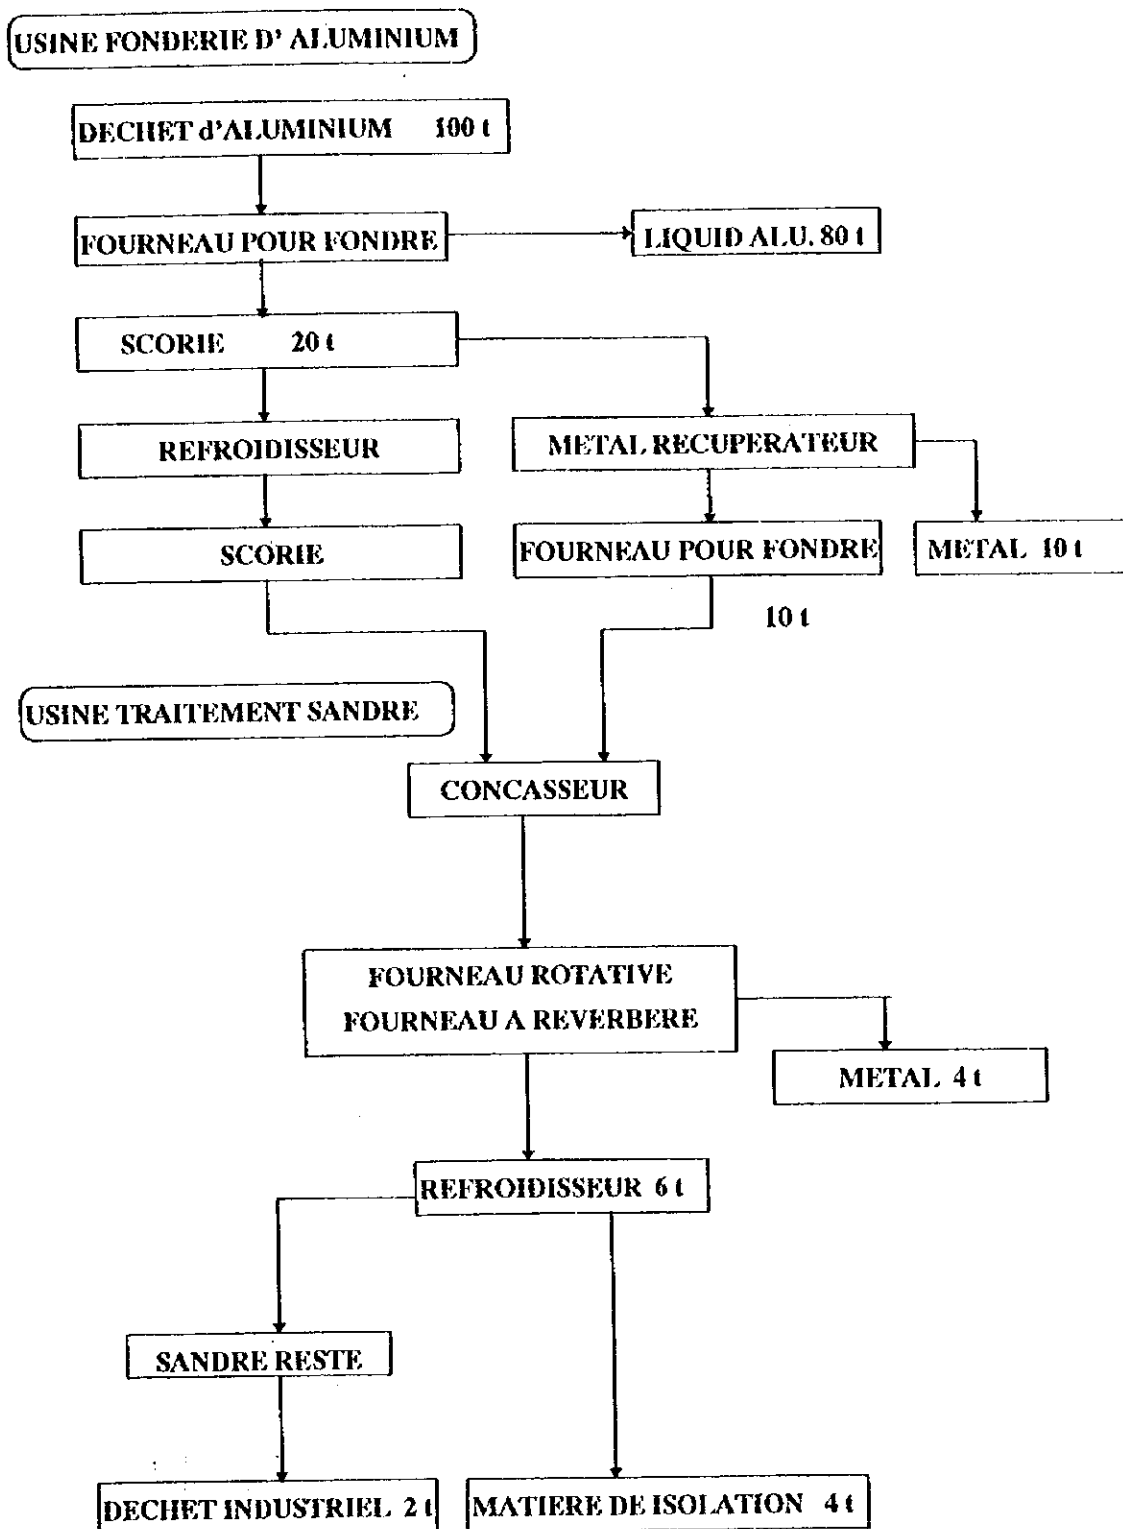 USINE FONDERIE D' ALUMINIUM
DECHET d'ALUMINIUM 100 t
FOURNEAU POUR FONDRE
LIQUID ALU. 80 t
SCORIE 20 t
REFROIDISSEUR
METAL RECUPERATEUR
SCORIE
FOURNEAU POUR FONDRE
METAL 10 t
10 t
USINE TRAITEMENT SANDRE
CONCASSEUR
FOURNEAU ROTATIVE
FOURNEAU A REVERBERE
METAL 4 t
REFROIDISSEUR 6 t
SANDRE RESTE
DECHET INDUSTRIEL 2 t
MATIERE DE ISOLATION 4 t